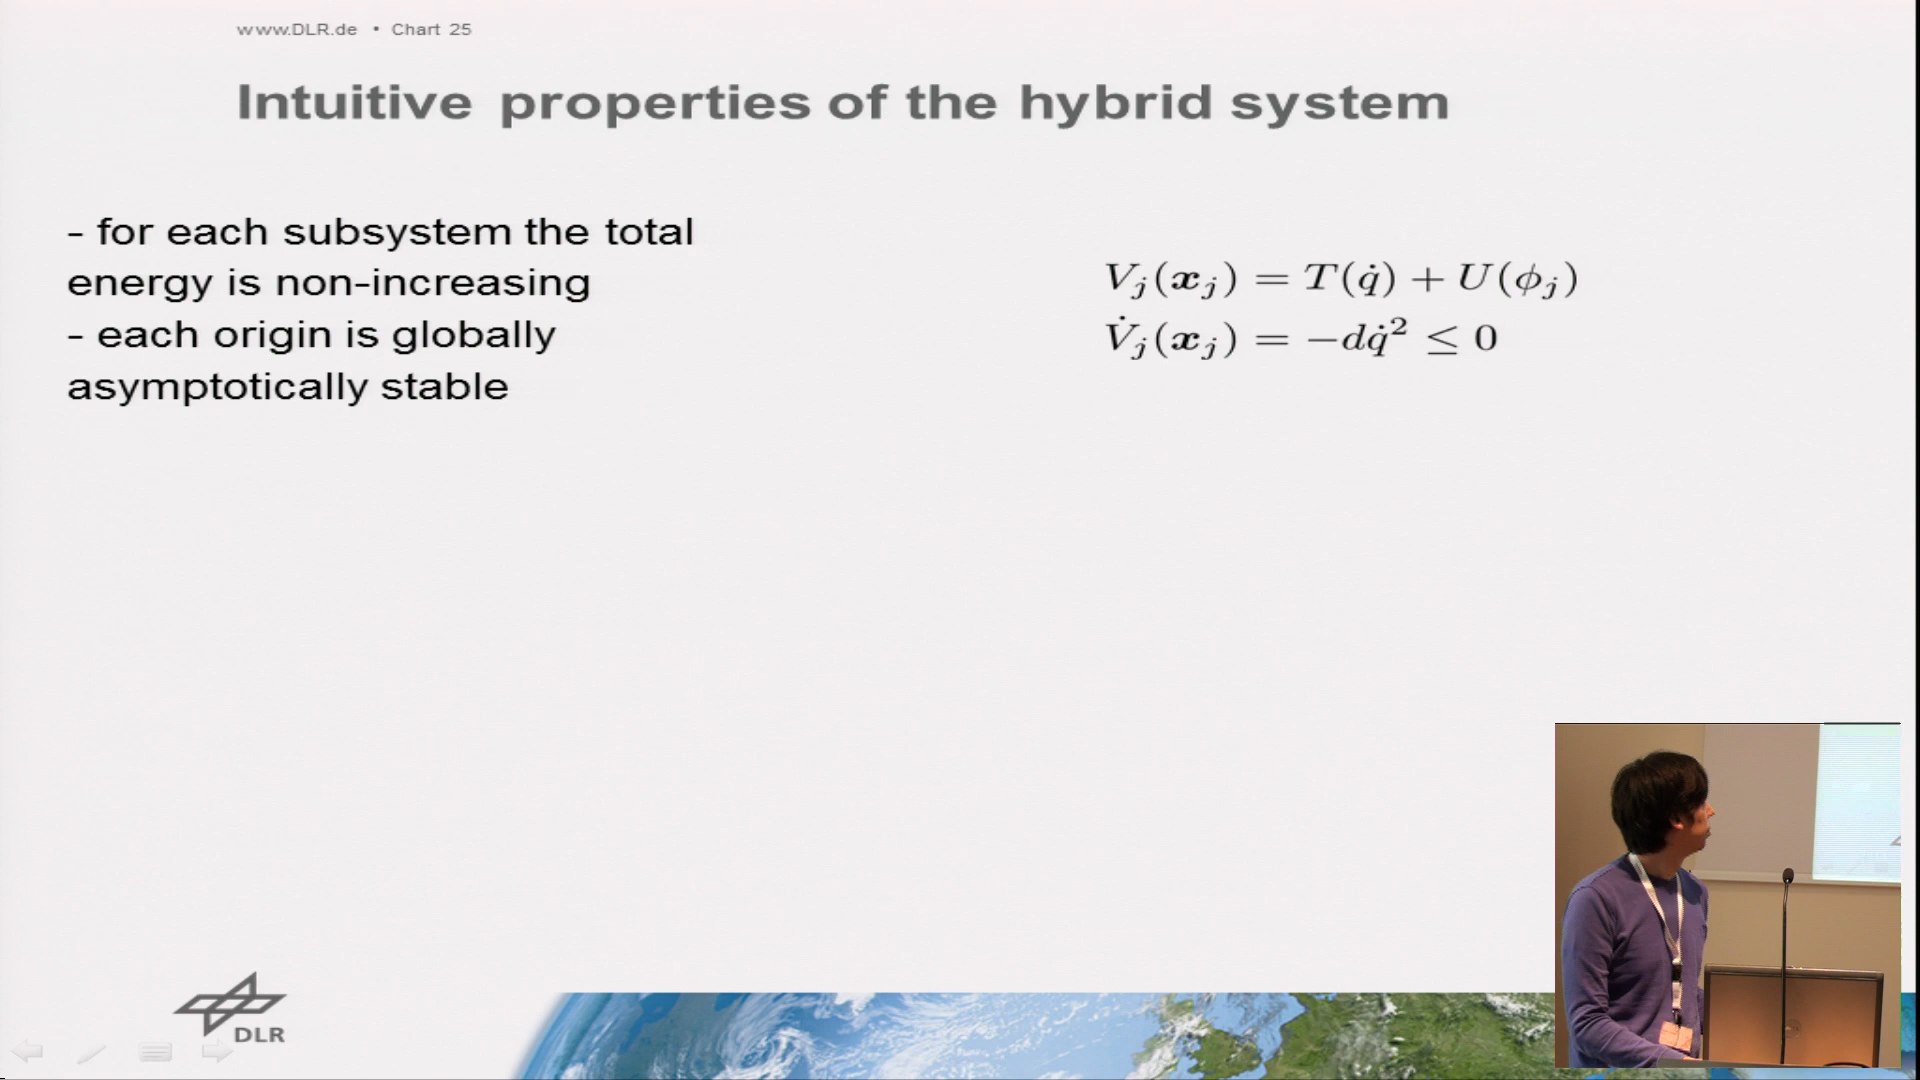 www.DLR.de • Chart 25
Intuitive properties of the hybrid system
- for each subsystem the total
energy is non-increasing
- each origin is globally
asymptotically stable
V_j(x_j) = T(q̇) + U(ϕ_j)
V̇_j(x_j) = −dq̇² ≤ 0
DLR